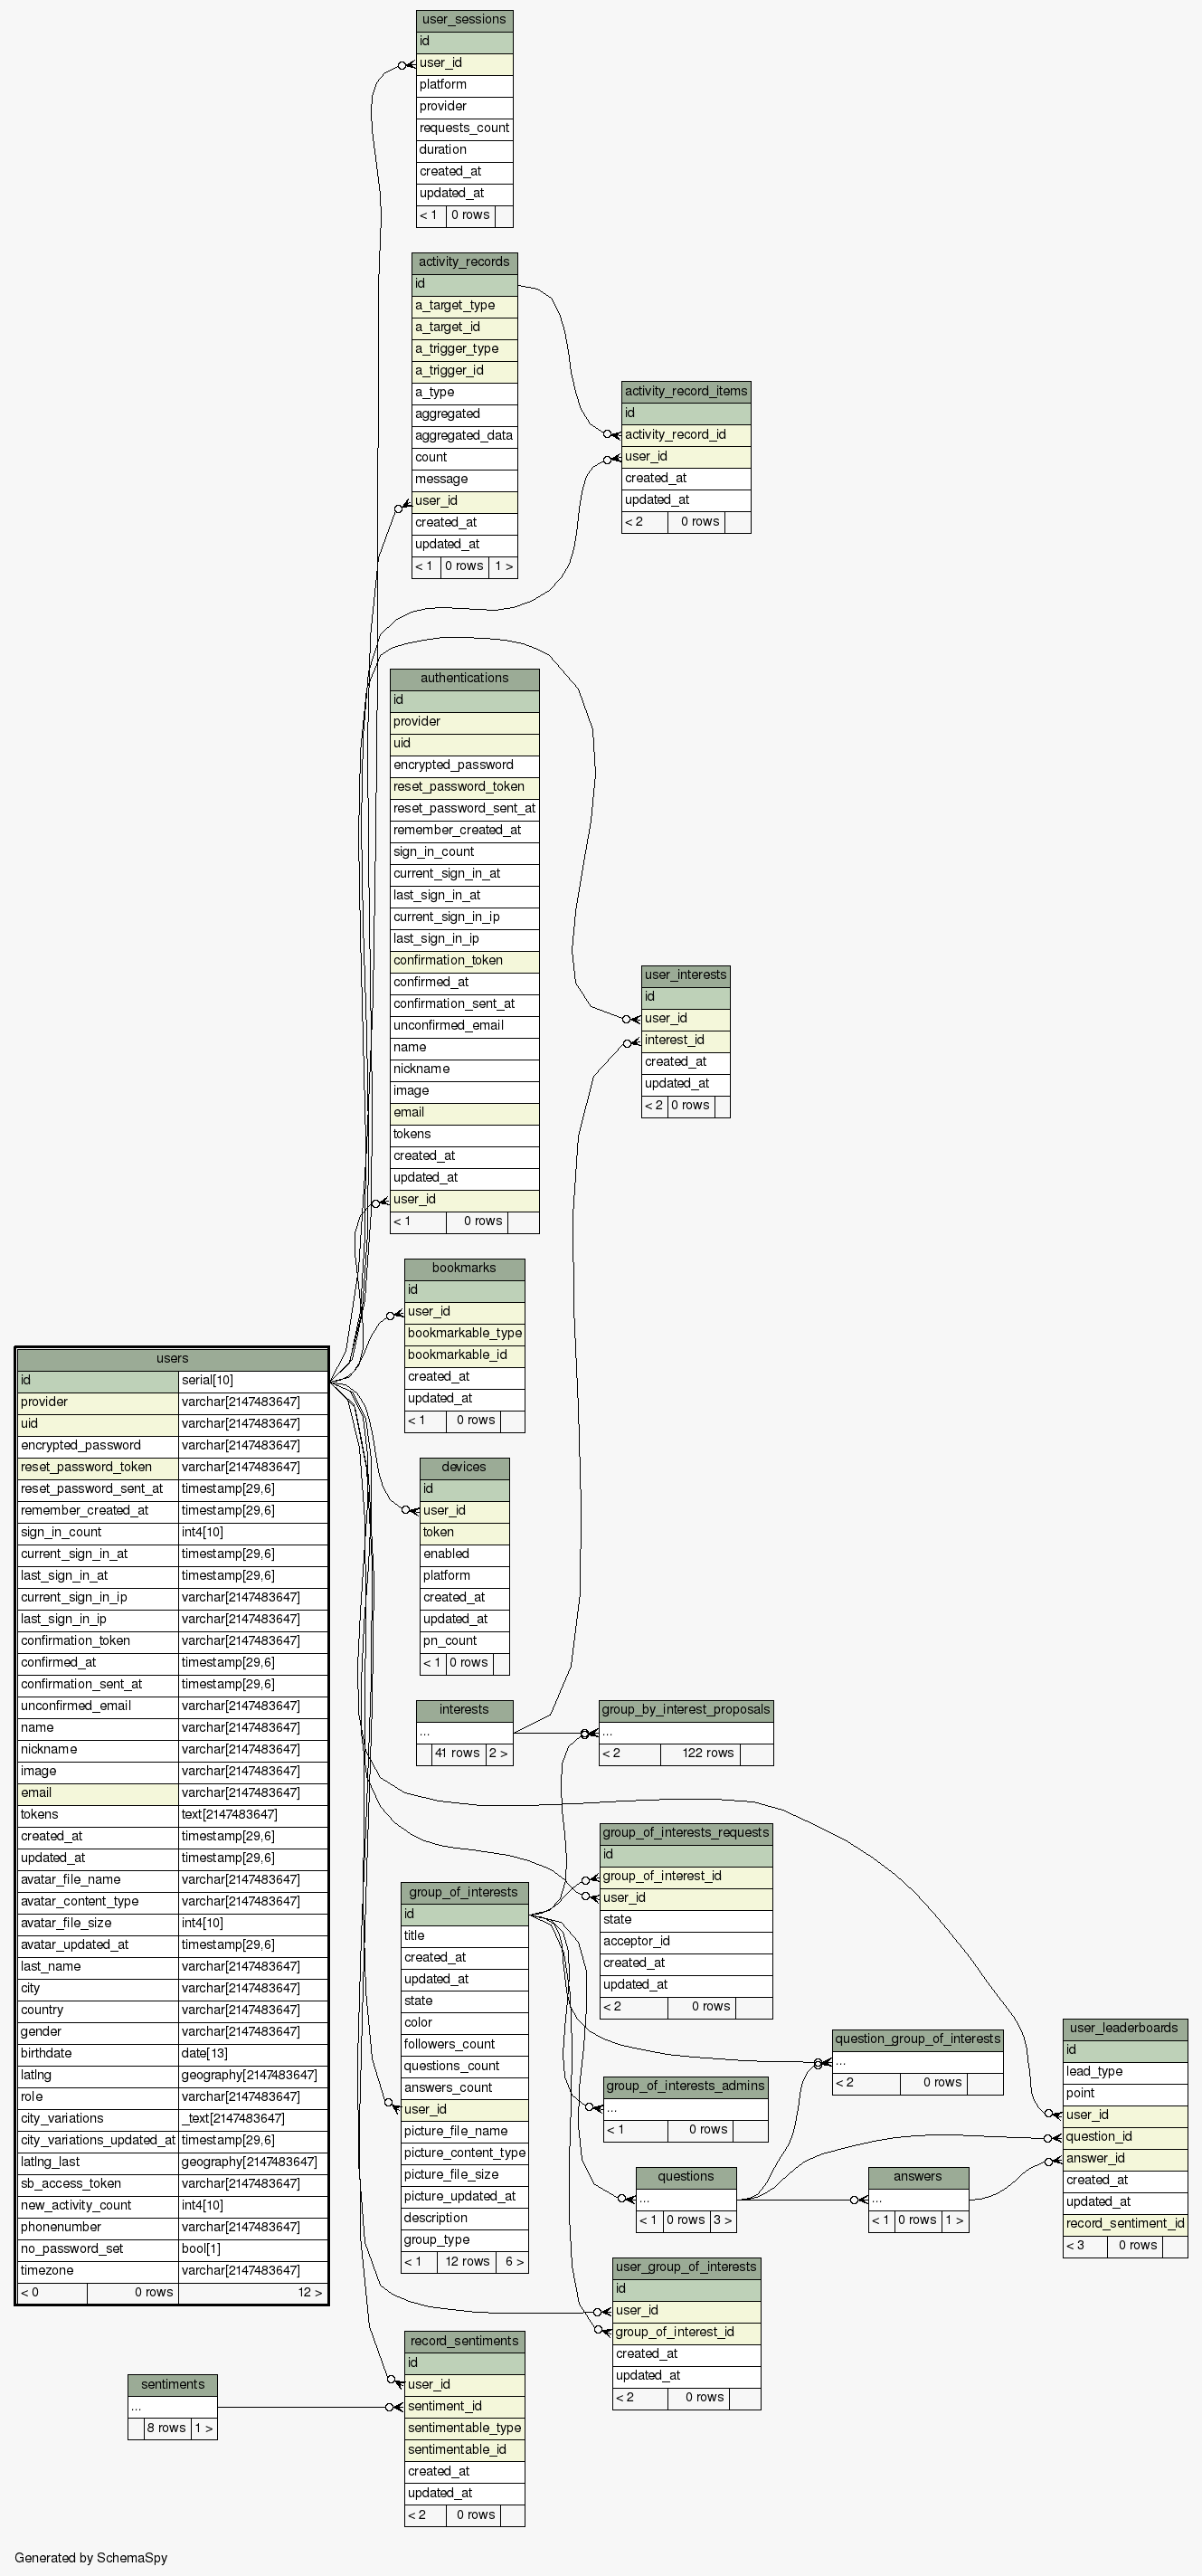 user_sessions
id
user_id
platform
provider
requests_count
duration
created_at
updated_at
< 1 0 rows
activity_records
id
a_target_type
a_target_id
a_trigger_type
a_trigger_id
a_type
aggregated
aggregated_data
count
message
user_id
created_at
updated_at
< 1 0 rows 1 >
activity_record_items
id
activity_record_id
user_id
created_at
updated_at
< 2 0 rows
authentications
id
provider
uid
encrypted_password
reset_password_token
reset_password_sent_at
remember_created_at
sign_in_count
current_sign_in_at
last_sign_in_at
current_sign_in_ip
last_sign_in_ip
confirmation_token
confirmed_at
confirmation_sent_at
unconfirmed_email
name
nickname
image
email
tokens
created_at
updated_at
user_id
< 1 0 rows
user_interests
id
user_id
interest_id
created_at
updated_at
< 2 0 rows
bookmarks
id
user_id
bookmarkable_type
bookmarkable_id
created_at
updated_at
< 1 0 rows
users
id serial[10]
provider varchar[2147483647]
uid varchar[2147483647]
encrypted_password varchar[2147483647]
reset_password_token varchar[2147483647]
reset_password_sent_at timestamp[29,6]
remember_created_at timestamp[29,6]
sign_in_count int4[10]
current_sign_in_at timestamp[29,6]
last_sign_in_at timestamp[29,6]
current_sign_in_ip varchar[2147483647]
last_sign_in_ip varchar[2147483647]
confirmation_token varchar[2147483647]
confirmed_at timestamp[29,6]
confirmation_sent_at timestamp[29,6]
unconfirmed_email varchar[2147483647]
name varchar[2147483647]
nickname varchar[2147483647]
image varchar[2147483647]
email varchar[2147483647]
tokens text[2147483647]
created_at timestamp[29,6]
updated_at timestamp[29,6]
avatar_file_name varchar[2147483647]
avatar_content_type varchar[2147483647]
avatar_file_size int4[10]
avatar_updated_at timestamp[29,6]
last_name varchar[2147483647]
city varchar[2147483647]
country varchar[2147483647]
gender varchar[2147483647]
birthdate date[13]
latlng geography[2147483647]
role varchar[2147483647]
city_variations _text[2147483647]
city_variations_updated_at timestamp[29,6]
latlng_last geography[2147483647]
sb_access_token varchar[2147483647]
new_activity_count int4[10]
phonenumber varchar[2147483647]
no_password_set bool[1]
timezone varchar[2147483647]
< 0 0 rows 12 >
devices
id
user_id
token
enabled
platform
created_at
updated_at
pn_count
< 1 0 rows
interests
...
41 rows 2 >
group_by_interest_proposals
...
< 2 122 rows
group_of_interests_requests
id
group_of_interest_id
user_id
state
acceptor_id
created_at
updated_at
< 2 0 rows
group_of_interests
id
title
created_at
updated_at
state
color
followers_count
questions_count
answers_count
user_id
picture_file_name
picture_content_type
picture_file_size
picture_updated_at
description
group_type
< 1 12 rows 6 >
question_group_of_interests
...
< 2 0 rows
user_leaderboards
id
lead_type
point
user_id
question_id
answer_id
created_at
updated_at
record_sentiment_id
< 3 0 rows
group_of_interests_admins
...
< 1 0 rows
questions
...
< 1 0 rows 3 >
answers
...
< 1 0 rows 1 >
user_group_of_interests
id
user_id
group_of_interest_id
created_at
updated_at
< 2 0 rows
record_sentiments
id
user_id
sentiment_id
sentimentable_type
sentimentable_id
created_at
updated_at
< 2 0 rows
sentiments
...
8 rows 1 >
Generated by SchemaSpy